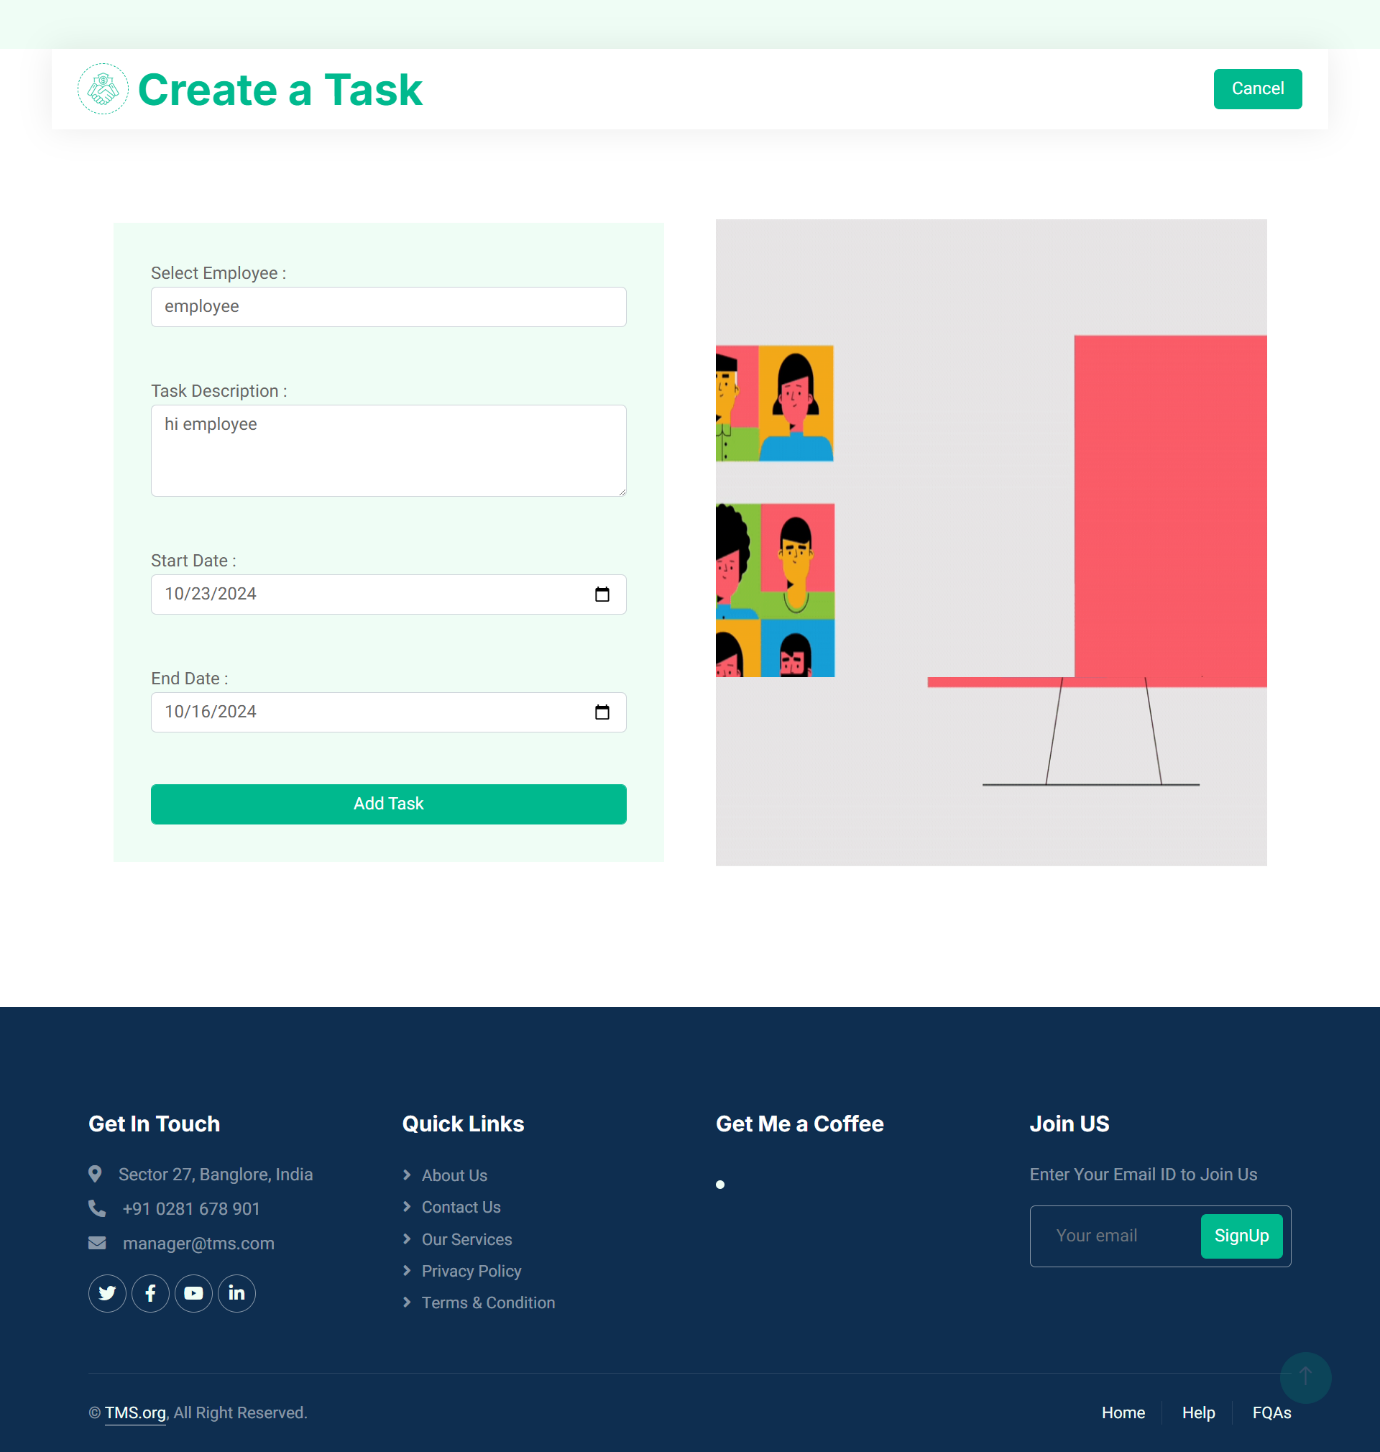 Create a Task
Cancel
Select Employee :
employee
Task Description :
hi employee
Start Date :
10/23/2024
End Date :
10/16/2024
Add Task
Get In Touch
Sector 27, Banglore, India
+91 0281 678 901
manager@tms.com
Quick Links
About Us
Contact Us
Our Services
Privacy Policy
Terms & Condition
Get Me a Coffee
Join US
Enter Your Email ID to Join Us
Your email
SignUp
© TMS.org, All Right Reserved.
Home
Help
FQAs